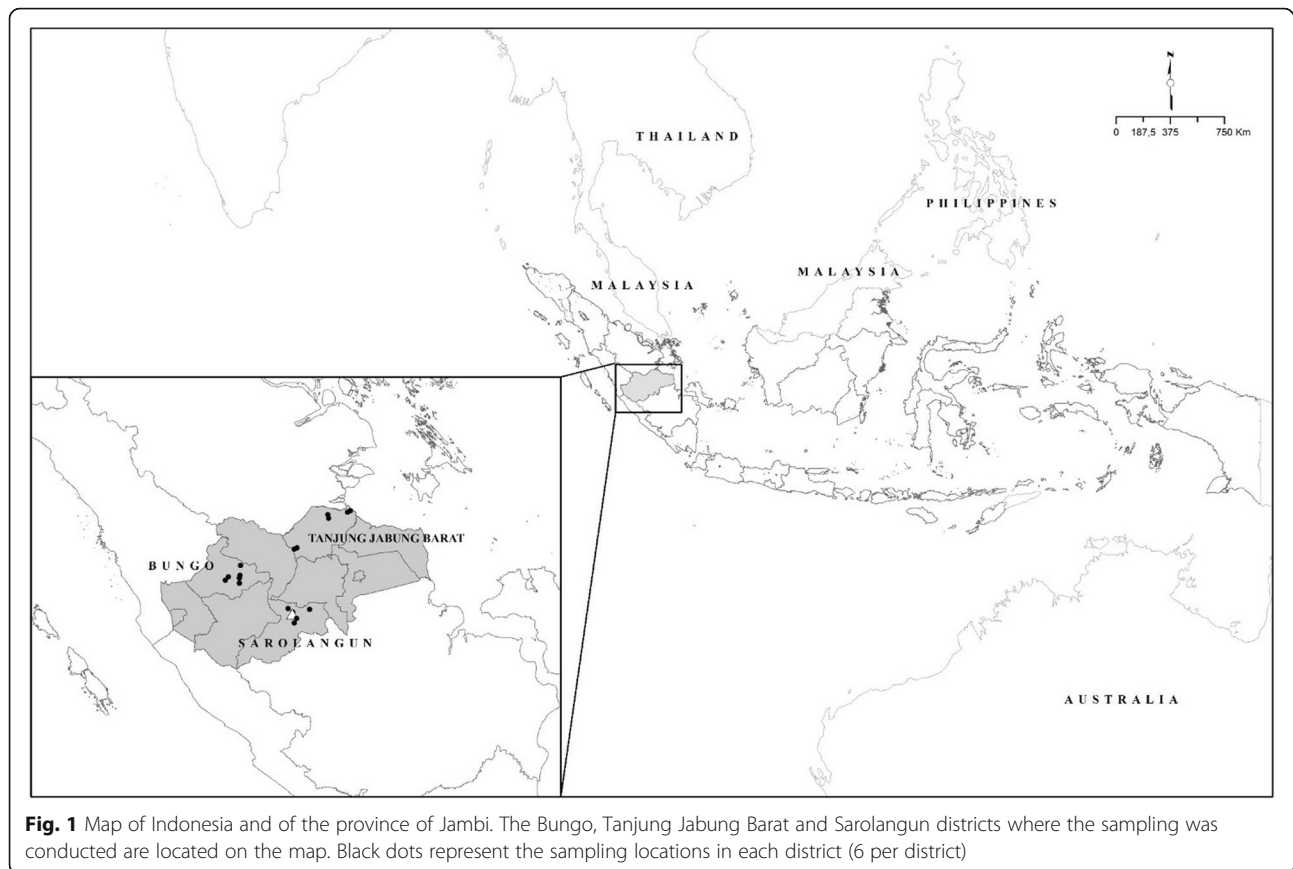 N
0 187,5 375 750 Km
THAILAND
PHILIPPINES
MALAYSIA
MALAYSIA
TANJUNG JABUNG BARAT
BUNGO
SAROLANGUN
AUSTRALIA
Fig. 1 Map of Indonesia and of the province of Jambi. The Bungo, Tanjung Jabung Barat and Sarolangun districts where the sampling was
conducted are located on the map. Black dots represent the sampling locations in each district (6 per district)